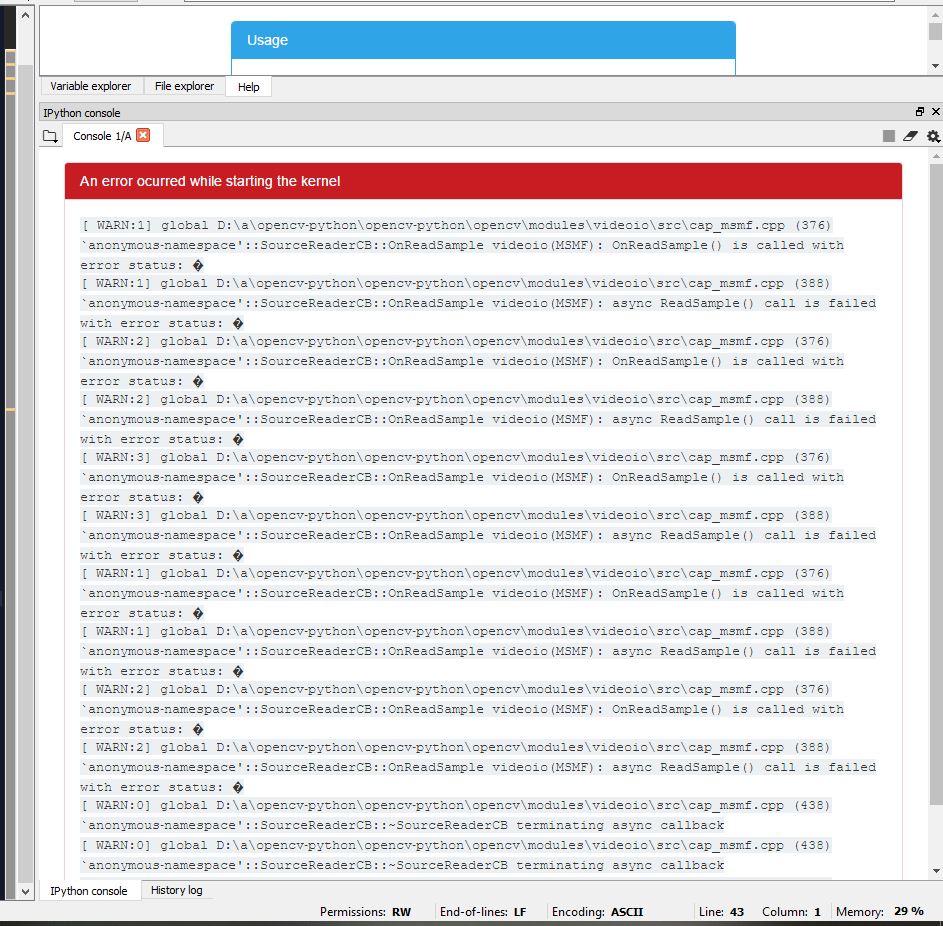 Usage
Variable explorer File explorer Help
IPython console
Console 1/A
An error ocurred while starting the kernel
[ WARN:1] global D:\a\opencv-python\opencv-python\opencv\modules\videoio\src\cap_msmf.cpp (376)
`anonymous-namespace'::SourceReaderCB::OnReadSample videoio(MSMF): OnReadSample() is called with
error status: �
[ WARN:1] global D:\a\opencv-python\opencv-python\opencv\modules\videoio\src\cap_msmf.cpp (388)
`anonymous-namespace'::SourceReaderCB::OnReadSample videoio(MSMF): async ReadSample() call is failed
with error status: �
[ WARN:2] global D:\a\opencv-python\opencv-python\opencv\modules\videoio\src\cap_msmf.cpp (376)
`anonymous-namespace'::SourceReaderCB::OnReadSample videoio(MSMF): OnReadSample() is called with
error status: �
[ WARN:2] global D:\a\opencv-python\opencv-python\opencv\modules\videoio\src\cap_msmf.cpp (388)
`anonymous-namespace'::SourceReaderCB::OnReadSample videoio(MSMF): async ReadSample() call is failed
with error status: �
[ WARN:3] global D:\a\opencv-python\opencv-python\opencv\modules\videoio\src\cap_msmf.cpp (376)
`anonymous-namespace'::SourceReaderCB::OnReadSample videoio(MSMF): OnReadSample() is called with
error status: �
[ WARN:3] global D:\a\opencv-python\opencv-python\opencv\modules\videoio\src\cap_msmf.cpp (388)
`anonymous-namespace'::SourceReaderCB::OnReadSample videoio(MSMF): async ReadSample() call is failed
with error status: �
[ WARN:1] global D:\a\opencv-python\opencv-python\opencv\modules\videoio\src\cap_msmf.cpp (376)
`anonymous-namespace'::SourceReaderCB::OnReadSample videoio(MSMF): OnReadSample() is called with
error status: �
[ WARN:1] global D:\a\opencv-python\opencv-python\opencv\modules\videoio\src\cap_msmf.cpp (388)
`anonymous-namespace'::SourceReaderCB::OnReadSample videoio(MSMF): async ReadSample() call is failed
with error status: �
[ WARN:2] global D:\a\opencv-python\opencv-python\opencv\modules\videoio\src\cap_msmf.cpp (376)
`anonymous-namespace'::SourceReaderCB::OnReadSample videoio(MSMF): OnReadSample() is called with
error status: �
[ WARN:2] global D:\a\opencv-python\opencv-python\opencv\modules\videoio\src\cap_msmf.cpp (388)
`anonymous-namespace'::SourceReaderCB::OnReadSample videoio(MSMF): async ReadSample() call is failed
with error status: �
[ WARN:0] global D:\a\opencv-python\opencv-python\opencv\modules\videoio\src\cap_msmf.cpp (438)
`anonymous-namespace'::SourceReaderCB::~SourceReaderCB terminating async callback
[ WARN:0] global D:\a\opencv-python\opencv-python\opencv\modules\videoio\src\cap_msmf.cpp (438)
`anonymous-namespace'::SourceReaderCB::~SourceReaderCB terminating async callback
IPython console History log
Permissions: RW End-of-lines: LF Encoding: ASCII Line: 43 Column: 1 Memory: 29 %